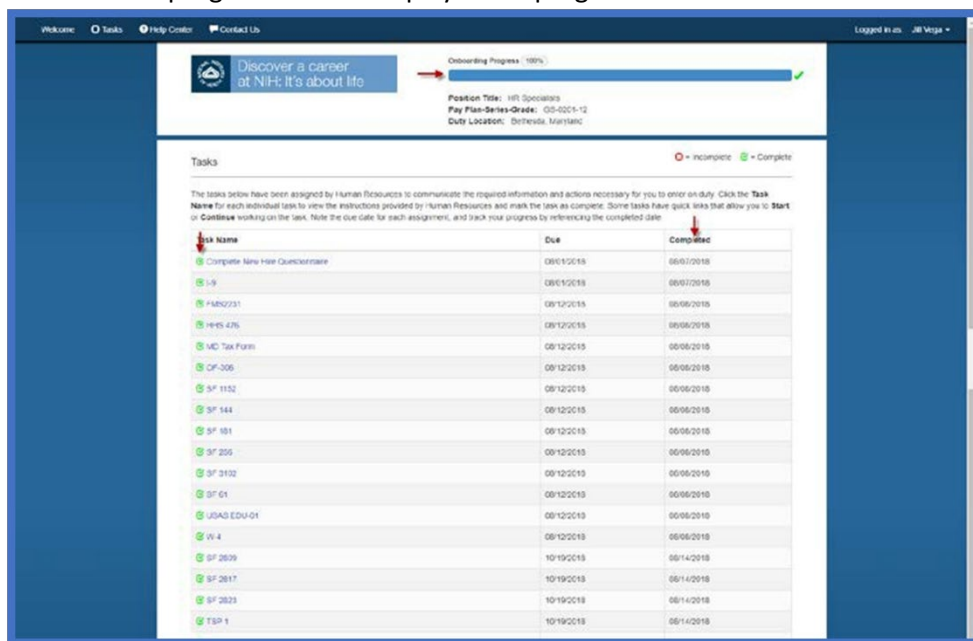 Welcome Tasks Help Center Contact Us Logged in as: Jill Vega
Discover a career
at NIH: It's about life
Onboarding Progress 100%
Position Title: HR Specialists
Pay Plan-Series-Grade: GS-0201-12
Duty Location: Bethesda, Maryland
Tasks
= Incomplete = Complete
The tasks below have been assigned by Human Resources to communicate the required information and actions necessary for you to enter on duty. Click the Task
Name for each individual task to view the instructions provided by Human Resources and mark the task as complete. Some tasks have quick links that allow you to Start
or Continue working on the task. Note the due date for each assignment, and track your progress by referencing the completed date.
Task Name Due Completed
Complete New Hire Questionnaire 08/01/2018 08/07/2018
I-9 08/01/2018 08/07/2018
FMS2231 08/12/2018 08/08/2018
HHS 476 08/12/2018 08/08/2018
MD Tax Form 08/12/2018 08/08/2018
OF-306 08/12/2018 08/08/2018
SF 1152 08/12/2018 08/08/2018
SF 144 08/12/2018 08/08/2018
SF 181 08/12/2018 08/08/2018
SF 256 08/12/2018 08/08/2018
SF 3102 08/12/2018 08/08/2018
SF 61 08/12/2018 08/08/2018
USAS EDU-01 08/12/2018 08/08/2018
W-4 08/12/2018 08/08/2018
SF 2809 10/19/2018 08/14/2018
SF 2817 10/19/2018 08/14/2018
SF 2823 10/19/2018 08/14/2018
TSP 1 10/19/2018 08/14/2018